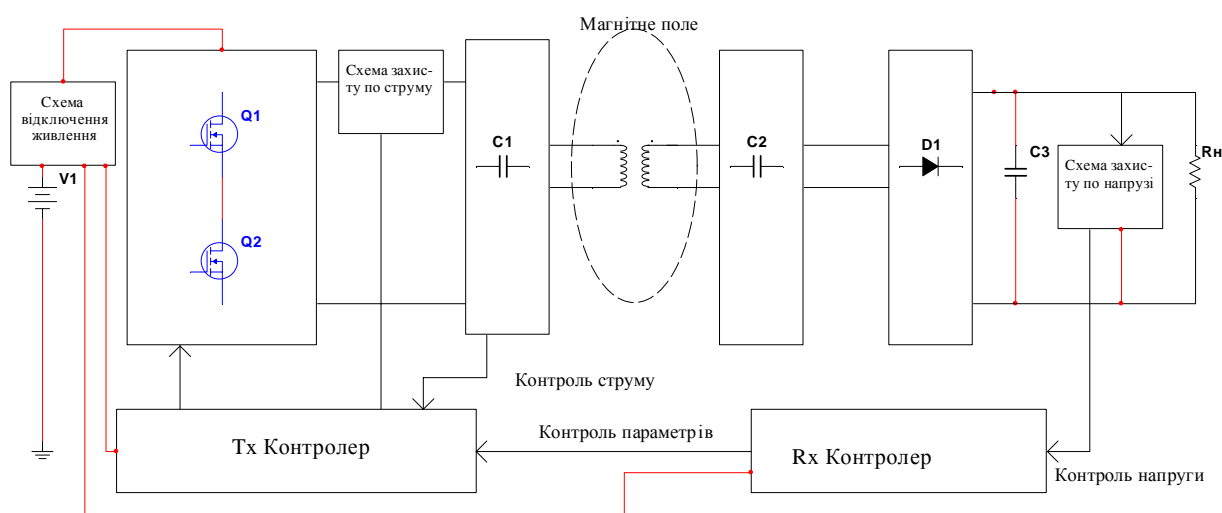 Магнітне поле
Схема
відключення
живлення
V1
Q1
Q2
Схема захис-
ту по струму
C1
C2
D1
C3
Схема захис-
ту по напрузі
Rн
Контроль струму
Tx Контролер
Контроль параметрів
Rx Контролер
Контроль напруги